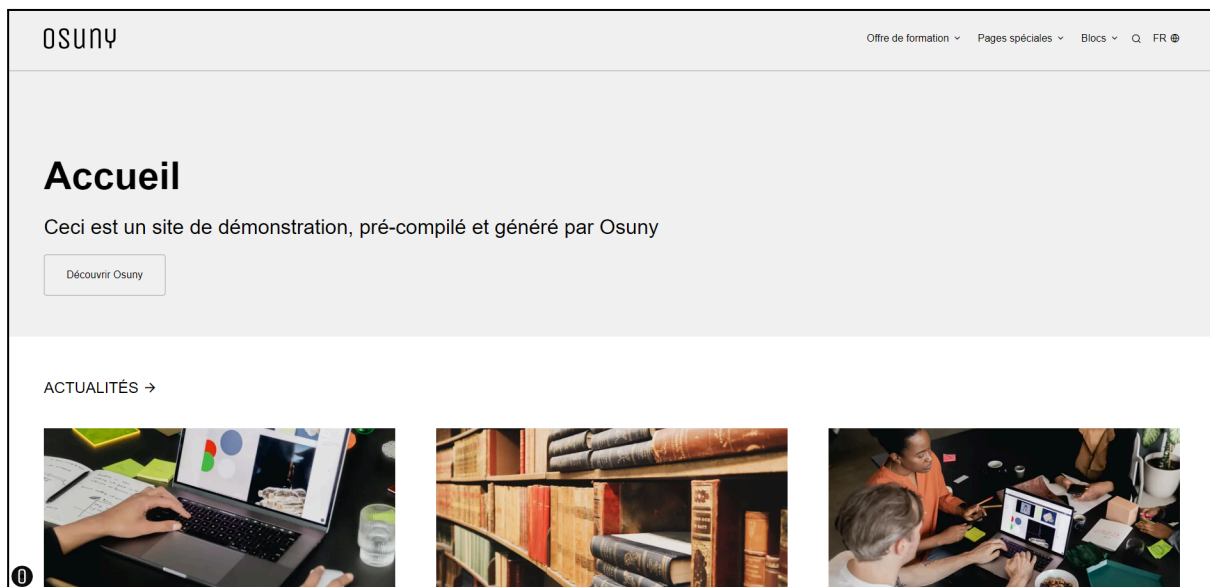 OSUNY
Offre de formation Pages spéciales Blocs FR
Accueil
Ceci est un site de démonstration, pré-compilé et généré par Osuny
Découvrir Osuny
ACTUALITÉS →